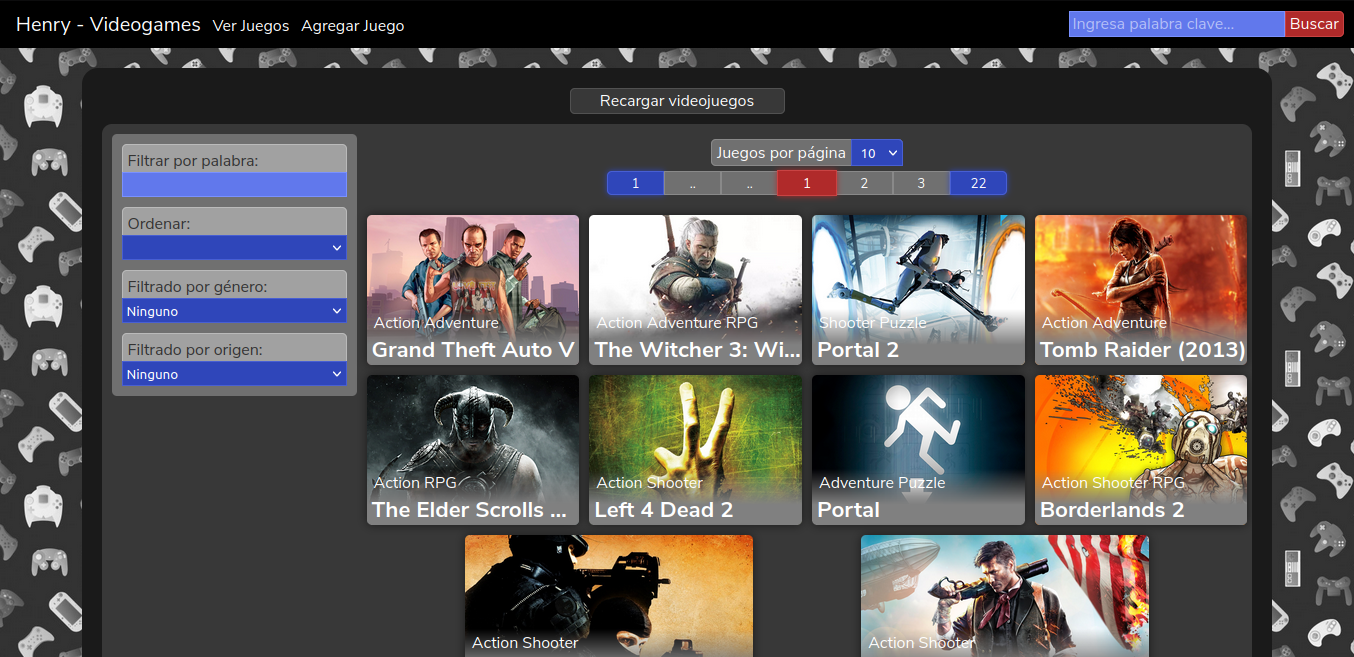 Henry - Videogames Ver Juegos Agregar Juego Ingresa palabra clave... Buscar
Recargar videojuegos
Filtrar por palabra:
Ordenar:
Filtrado por género:
Ninguno
Filtrado por origen:
Ninguno
Juegos por página 10
1 .. .. 1 2 3 22
Action Adventure
Grand Theft Auto V
Action Adventure RPG
The Witcher 3: Wi...
Shooter Puzzle
Portal 2
Action Adventure
Tomb Raider (2013)
Action RPG
The Elder Scrolls ...
Action Shooter
Left 4 Dead 2
Adventure Puzzle
Portal
Action Shooter RPG
Borderlands 2
Action Shooter
Action Shooter